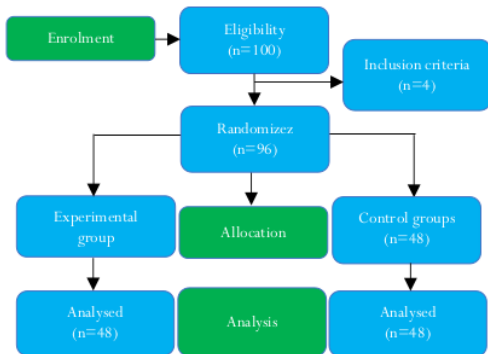 Enrolment
Eligibility
(n=100)
Inclusion criteria
(n=4)
Randomizez
(n=96)
Experimental
group
Allocation
Control groups
(n=48)
Analysed
(n=48)
Analysis
Analysed
(n=48)